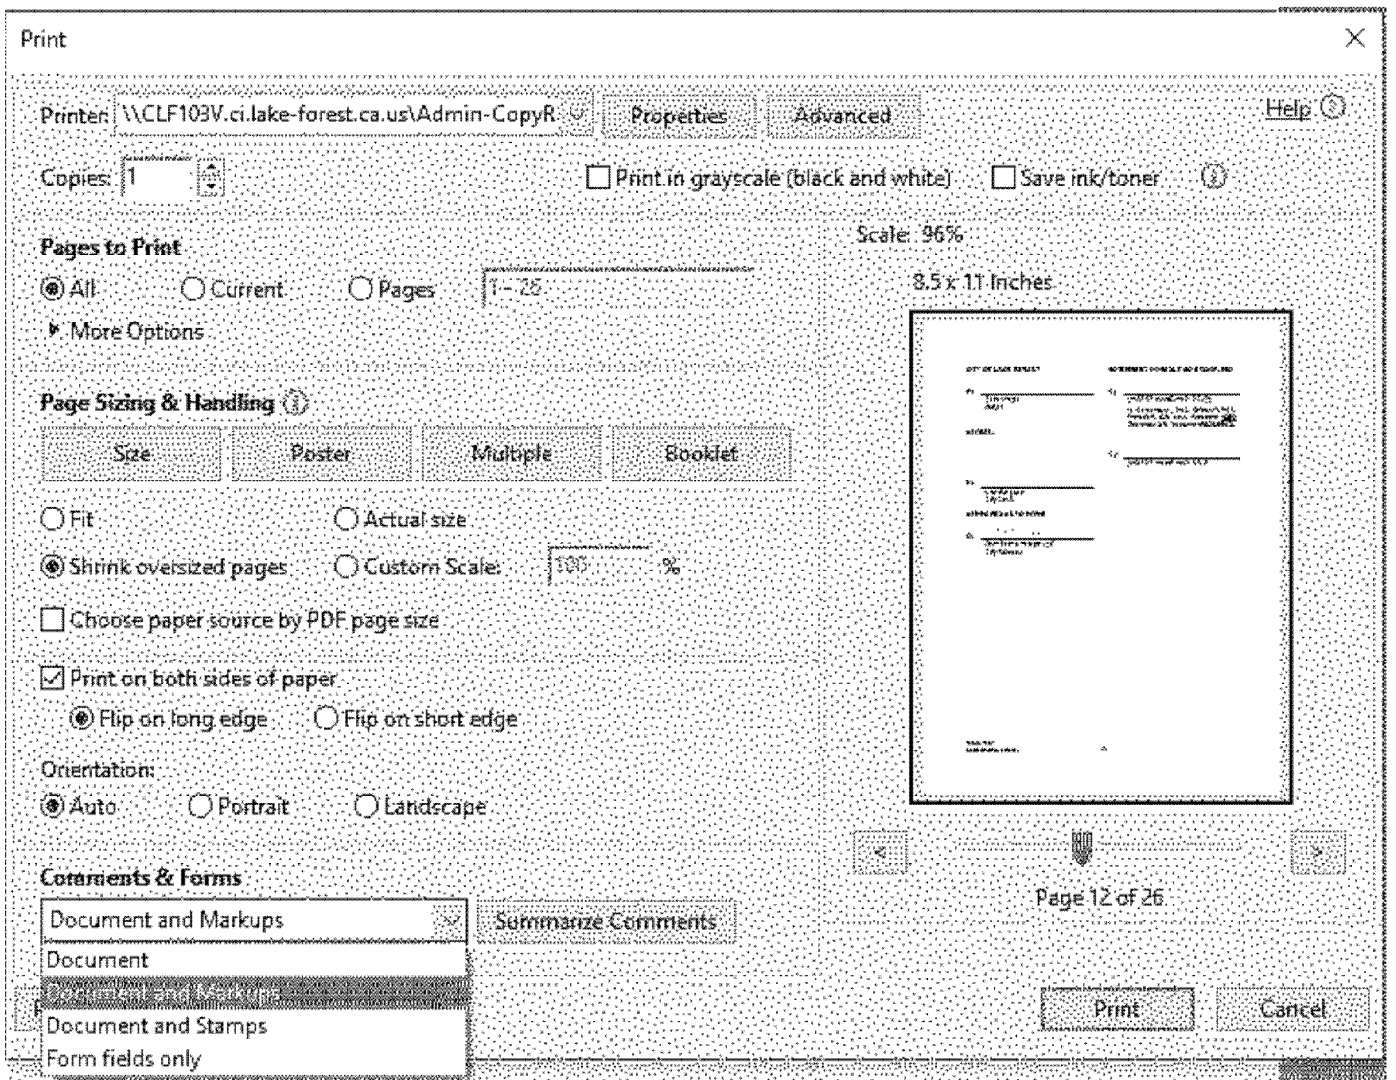 Print
Printer: \\CLF103V.ci.lake-forest.ca.us\Admin-CopyR Properties Advanced Help
Copies: 1 Print in grayscale (black and white) Save ink/toner
Pages to Print
All Current Pages 1 - 26
More Options
Scale: 96%
8.5 x 11 Inches
Page Sizing & Handling
Size Poster Multiple Booklet
Fit Actual size
Shrink oversized pages Custom Scale: 100 %
Choose paper source by PDF page size
Print on both sides of paper
Flip on long edge Flip on short edge
Orientation:
Auto Portrait Landscape
< >
Page 12 of 26
Comments & Forms
Document and Markups Summarize Comments
Document
Document and Markups
Document and Stamps
Form fields only
Print Cancel